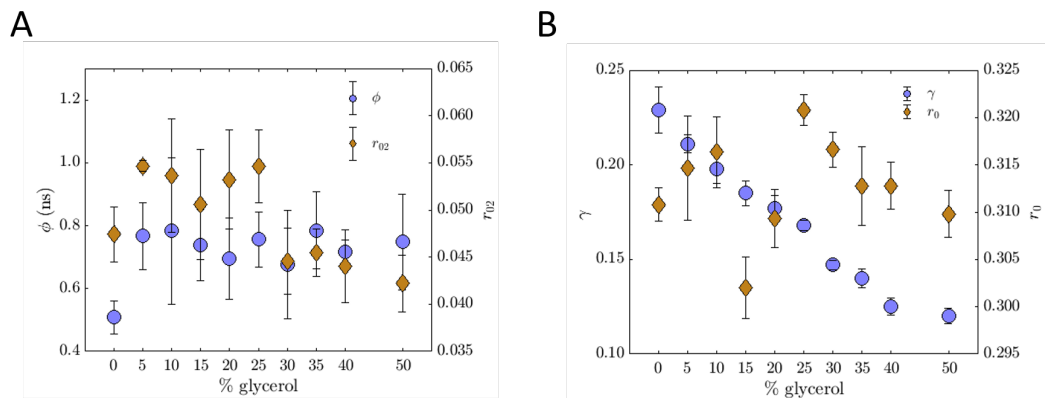 A
B
1.2
1.0
0.8
0.6
0.4
ϕ (ns)
0.065
0.060
0.055
0.050
0.045
0.040
0.035
r₀₂
ϕ
r₀₂
0 5 10 15 20 25 30 35 40 50
% glycerol
0.25
0.20
0.15
0.10
γ
0.325
0.320
0.315
0.310
0.305
0.300
0.295
r₀
γ
r₀
0 5 10 15 20 25 30 35 40 50
% glycerol